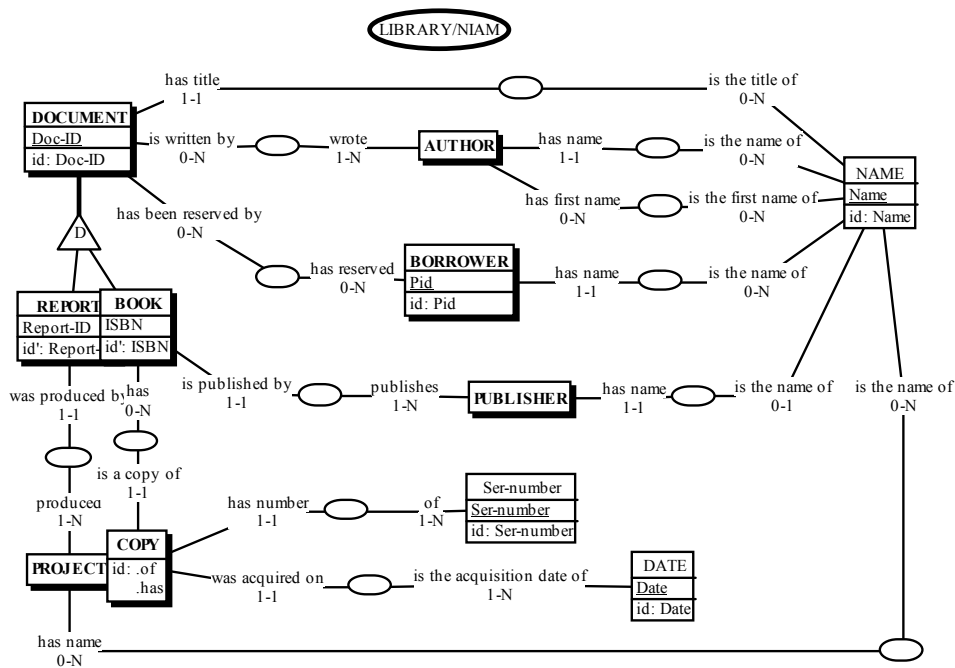 LIBRARY/NIAM
has title
1-1
is the title of
0-N
DOCUMENT
Doc-ID
id: Doc-ID
is written by
0-N
wrote
1-N
AUTHOR
has name
1-1
is the name of
0-N
has first name
0-N
is the first name of
0-N
NAME
Name
id: Name
has been reserved by
0-N
D
has reserved
0-N
BORROWER
Pid
id: Pid
has name
1-1
is the name of
0-N
REPORT
Report-ID
id': Report-
BOOK
ISBN
id': ISBN
was produced by
1-1
has
0-N
is published by
1-1
publishes
1-N
PUBLISHER
has name
1-1
is the name of
0-1
is the name of
0-N
is a copy of
1-1
produced
1-N
has number
1-1
of
1-N
Ser-number
Ser-number
id: Ser-number
PROJECT
COPY
id: .of
.has
was acquired on
1-1
is the acquisition date of
1-N
DATE
Date
id: Date
has name
0-N